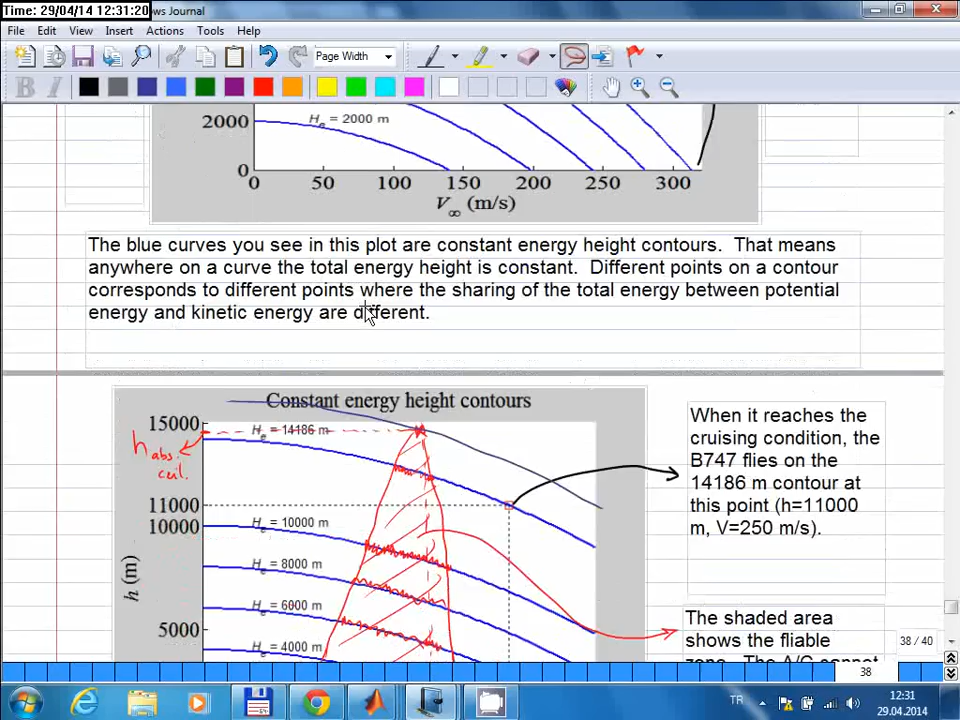 Time: 29/04/14 12:31:20
ws Journal
File Edit View Insert Actions Tools Help
Page Width
B I
2000
He = 2000 m
0
0 50 100 150 200 250 300
V∞ (m/s)
The blue curves you see in this plot are constant energy height contours. That means
anywhere on a curve the total energy height is constant. Different points on a contour
corresponds to different points where the sharing of the total energy between potential
energy and kinetic energy are different.
Constant energy height contours
15000
He = 14186 m
h abs. ceil.
11000
10000
He = 10000 m
He = 8000 m
h (m)
He = 6000 m
5000
He = 4000 m
When it reaches the
cruising condition, the
B747 flies on the
14186 m contour at
this point (h=11000
m, V=250 m/s).
The shaded area
shows the fliable
zone. The A/C cannot
38 / 40
38
TR
12:31
29.04.2014